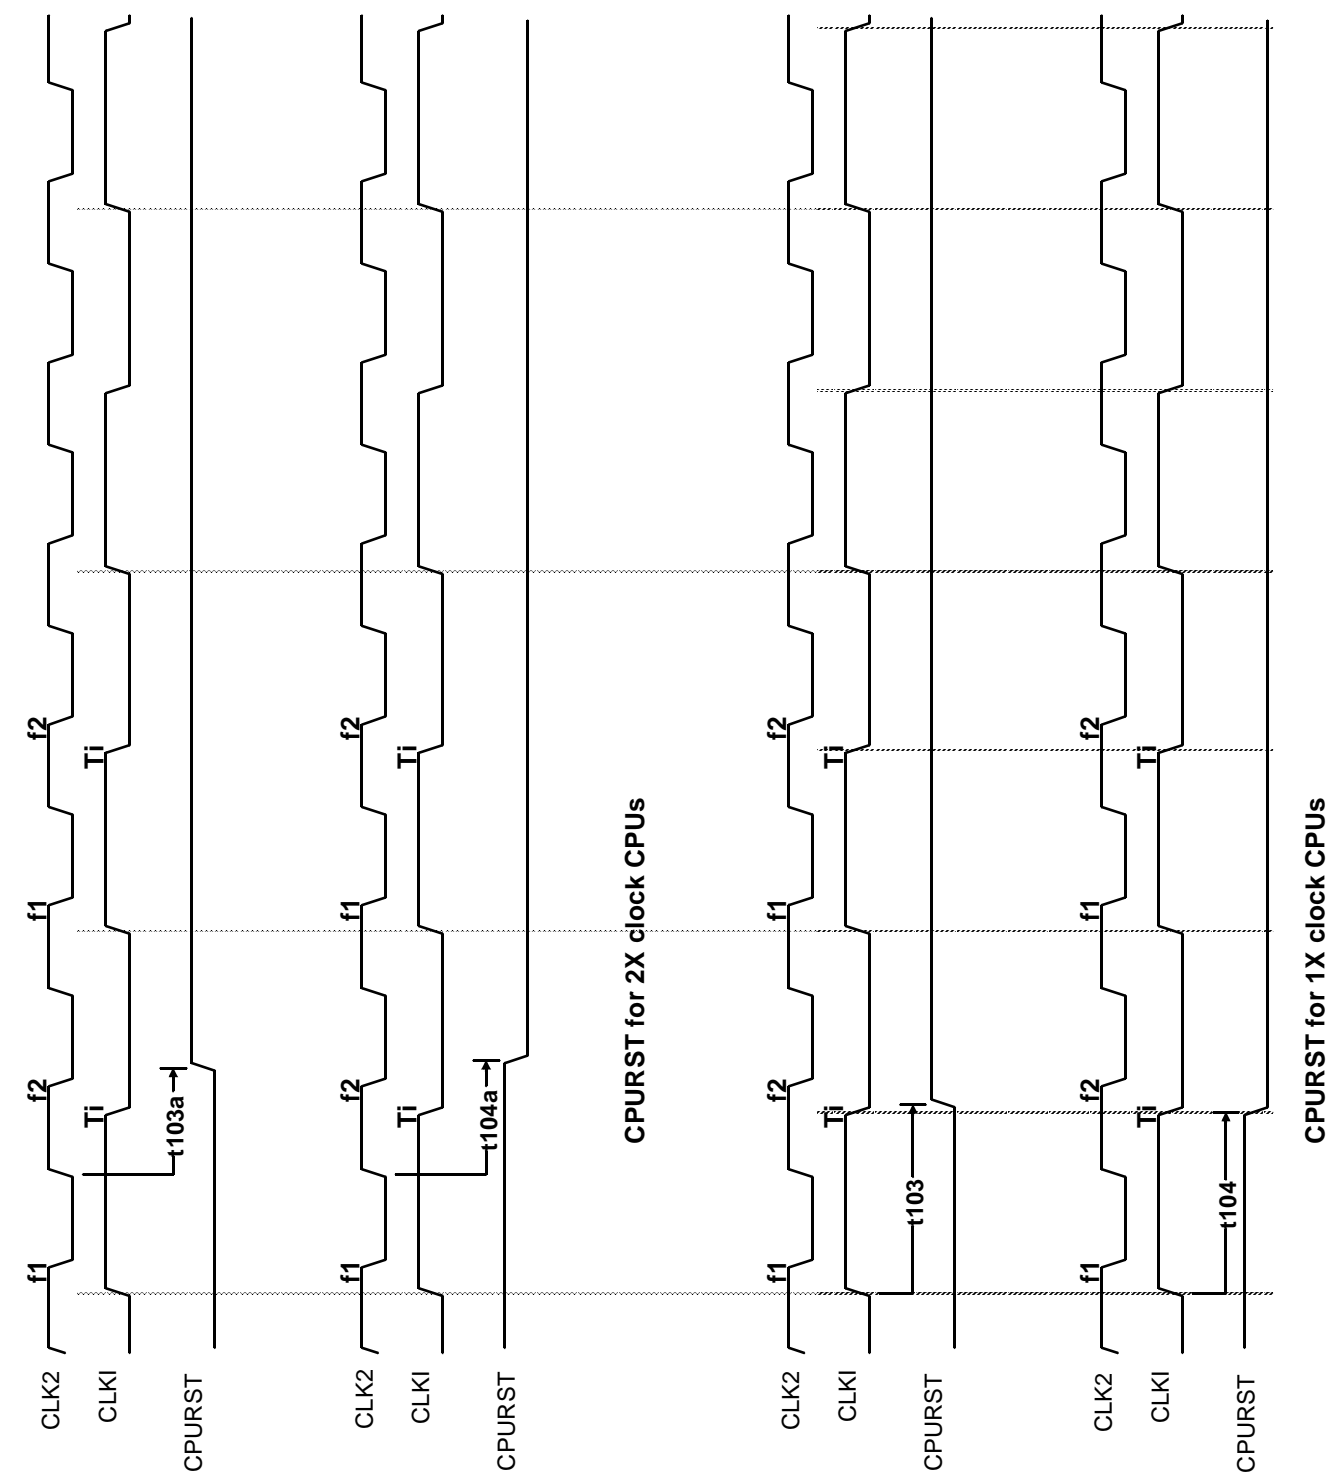 CLK2 f1 f2 f1 f2
CLKI Ti Ti
t103a
CPURST
CLK2 f1 f2 f1 f2
CLKI Ti Ti
t104a
CPURST
CPURST for 2X clock CPUs
CLK2 f1 f2 f1 f2
CLKI Ti Ti
t103
CPURST
CLK2 f1 f2 f1 f2
CLKI Ti Ti
t104
CPURST
CPURST for 1X clock CPUs